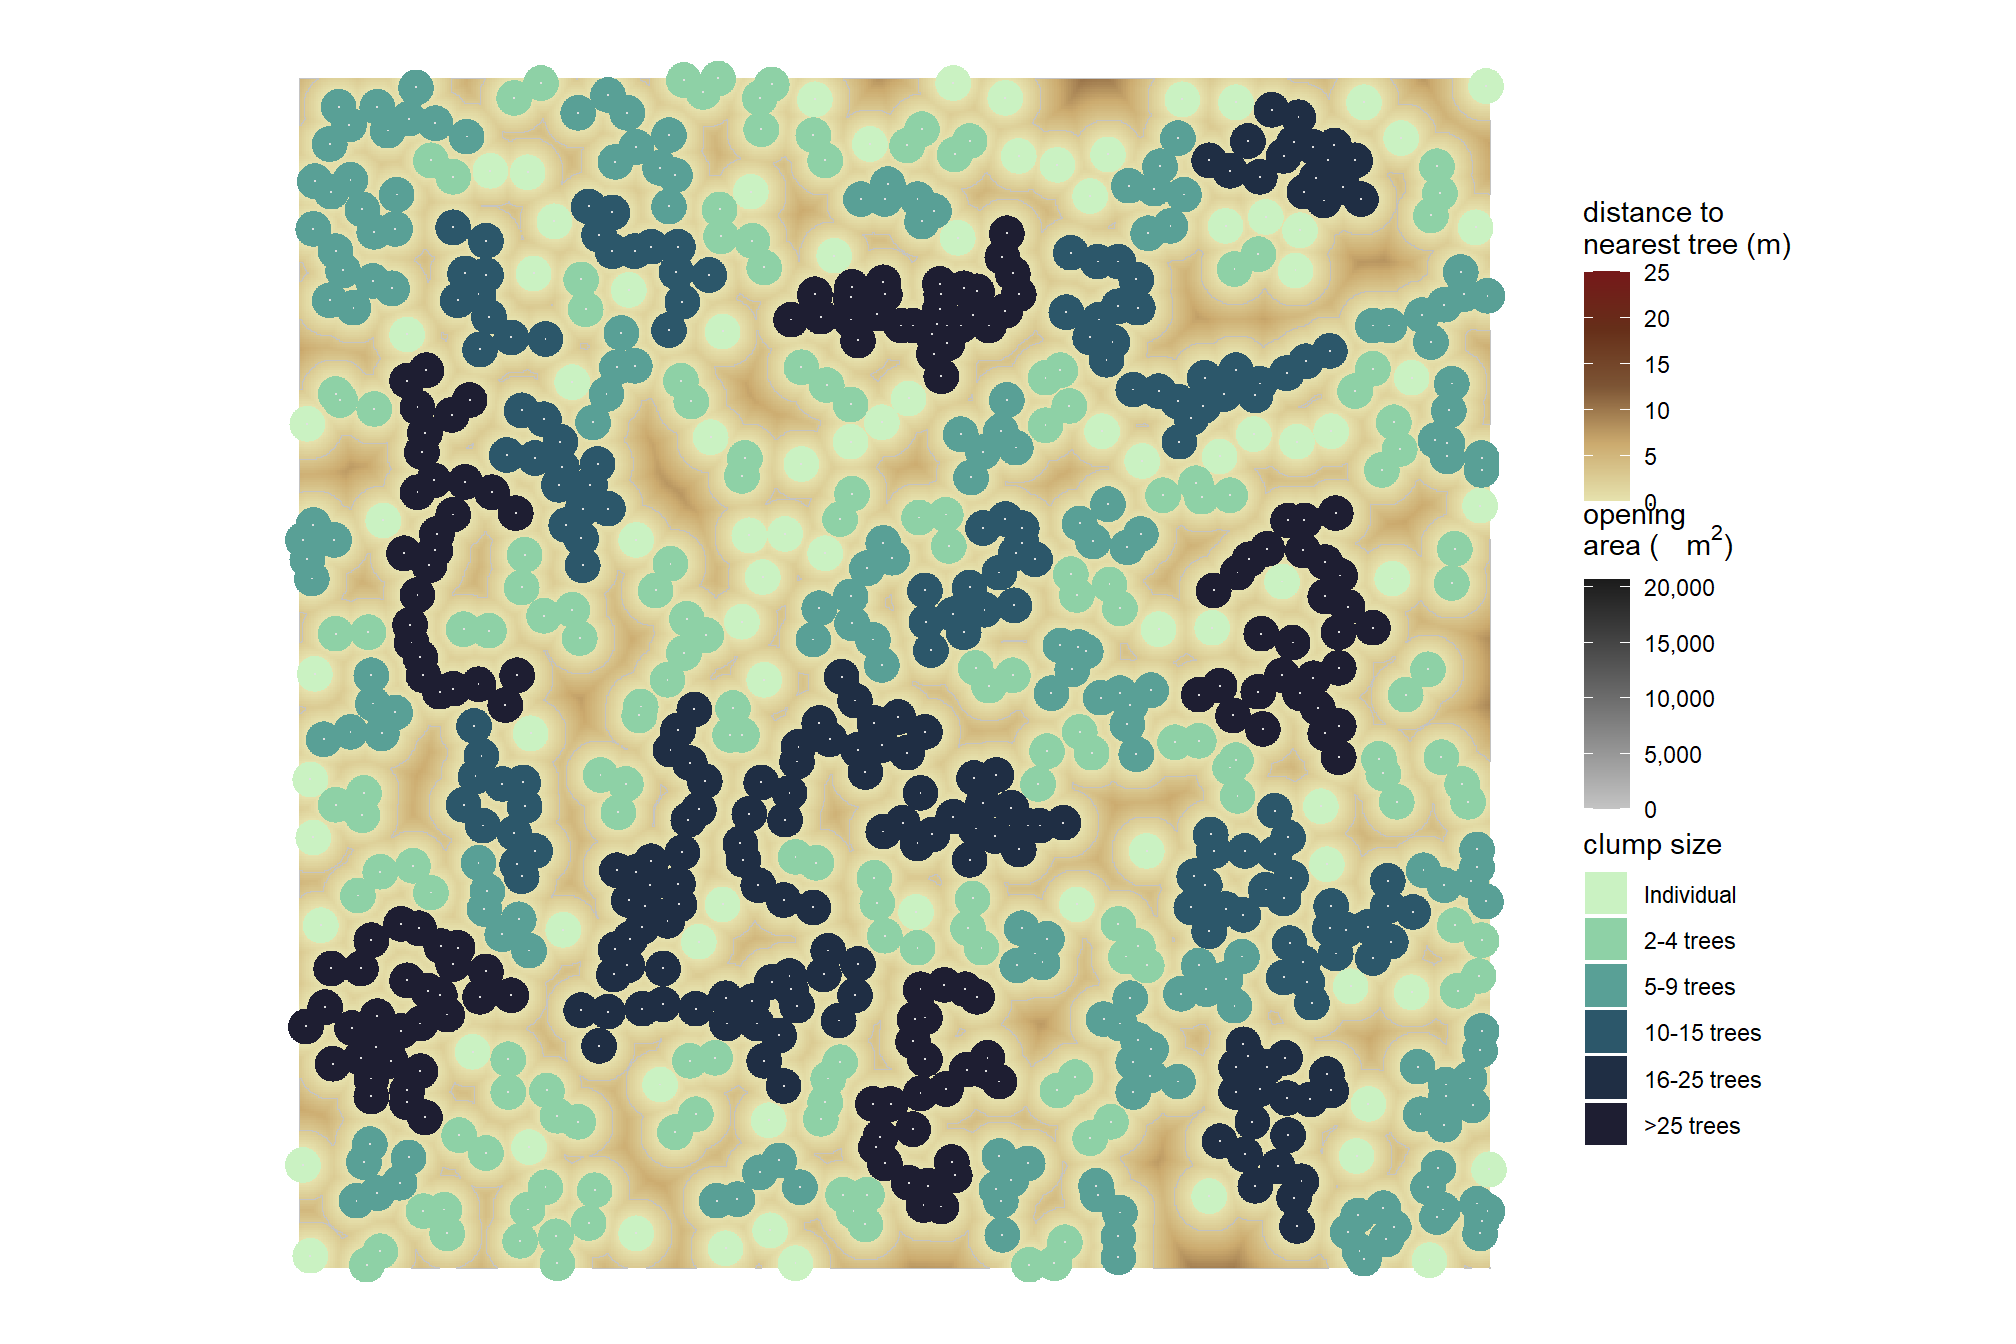 distance to
nearest tree (m)
25
20
15
10
5
0
opening
area (   m²)
20,000
15,000
10,000
5,000
0
clump size
Individual
2-4 trees
5-9 trees
10-15 trees
16-25 trees
>25 trees